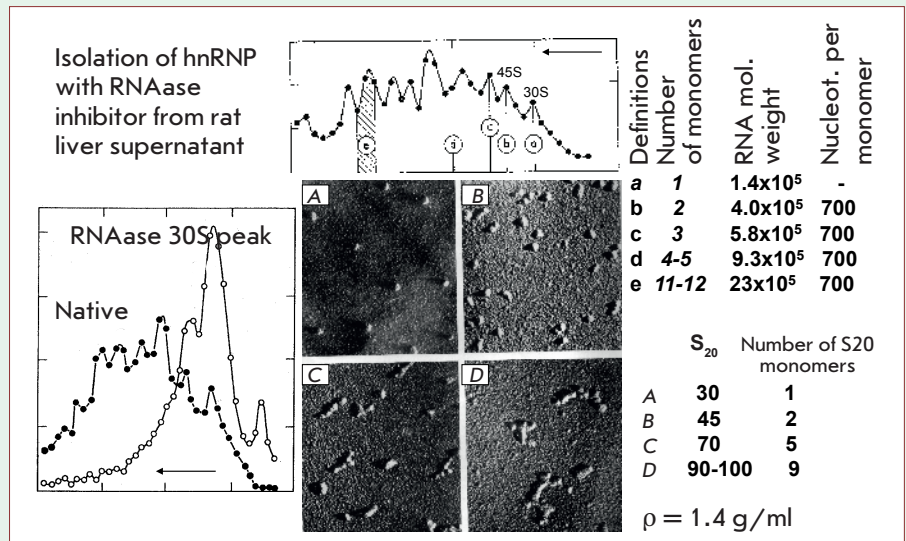 Isolation of hnRNP
with RNAase
inhibitor from rat
liver supernatant
45S
30S
e
d
c
b
a
RNAase 30S peak
Native
A
B
C
D
Definitions
Number
of monomers
RNA mol.
weight
Nucleot. per
monomer
a 1 1.4x10⁵ -
b 2 4.0x10⁵ 700
c 3 5.8x10⁵ 700
d 4-5 9.3x10⁵ 700
e 11-12 23x10⁵ 700
S₂₀ Number of S20
monomers
A 30 1
B 45 2
C 70 5
D 90-100 9
ρ = 1.4 g/ml